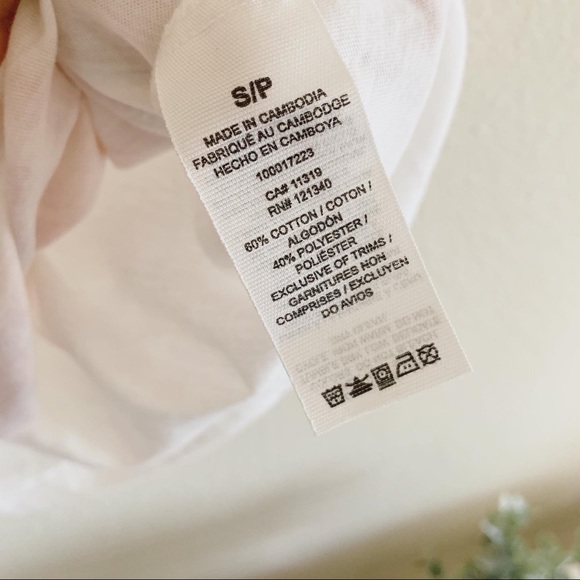 S/P
MADE IN CAMBODIA
FABRIQUÉ AU CAMBODGE
HECHO EN CAMBOYA
100017223
CA# 11319
RN# 121340
60% COTTON / COTON /
ALGODÓN
40% POLYESTER /
POLIÉSTER
EXCLUSIVE OF TRIMS /
GARNITURES NON
COMPRISES / EXCLUYEN
DO AVIOS